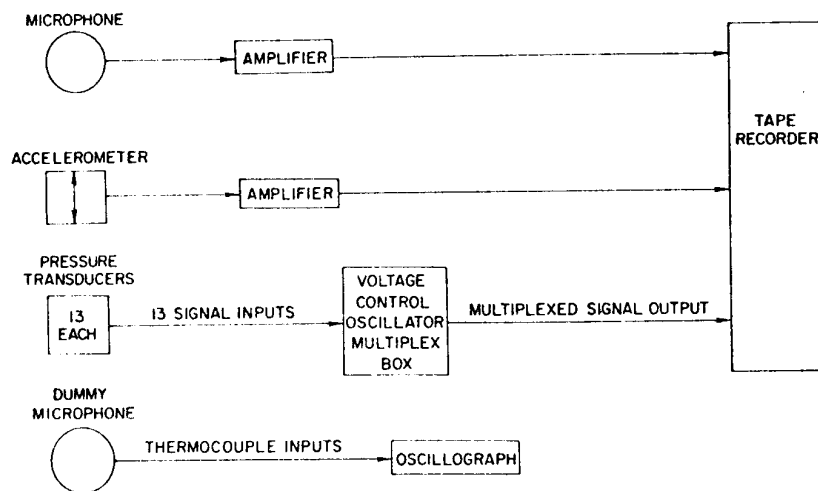 MICROPHONE
AMPLIFIER
TAPE
RECORDER
ACCELEROMETER
AMPLIFIER
PRESSURE
TRANSDUCERS
13
EACH
13 SIGNAL INPUTS
VOLTAGE
CONTROL
OSCILLATOR
MULTIPLEX
BOX
MULTIPLEXED SIGNAL OUTPUT
DUMMY
MICROPHONE
THERMOCOUPLE INPUTS
OSCILLOGRAPH